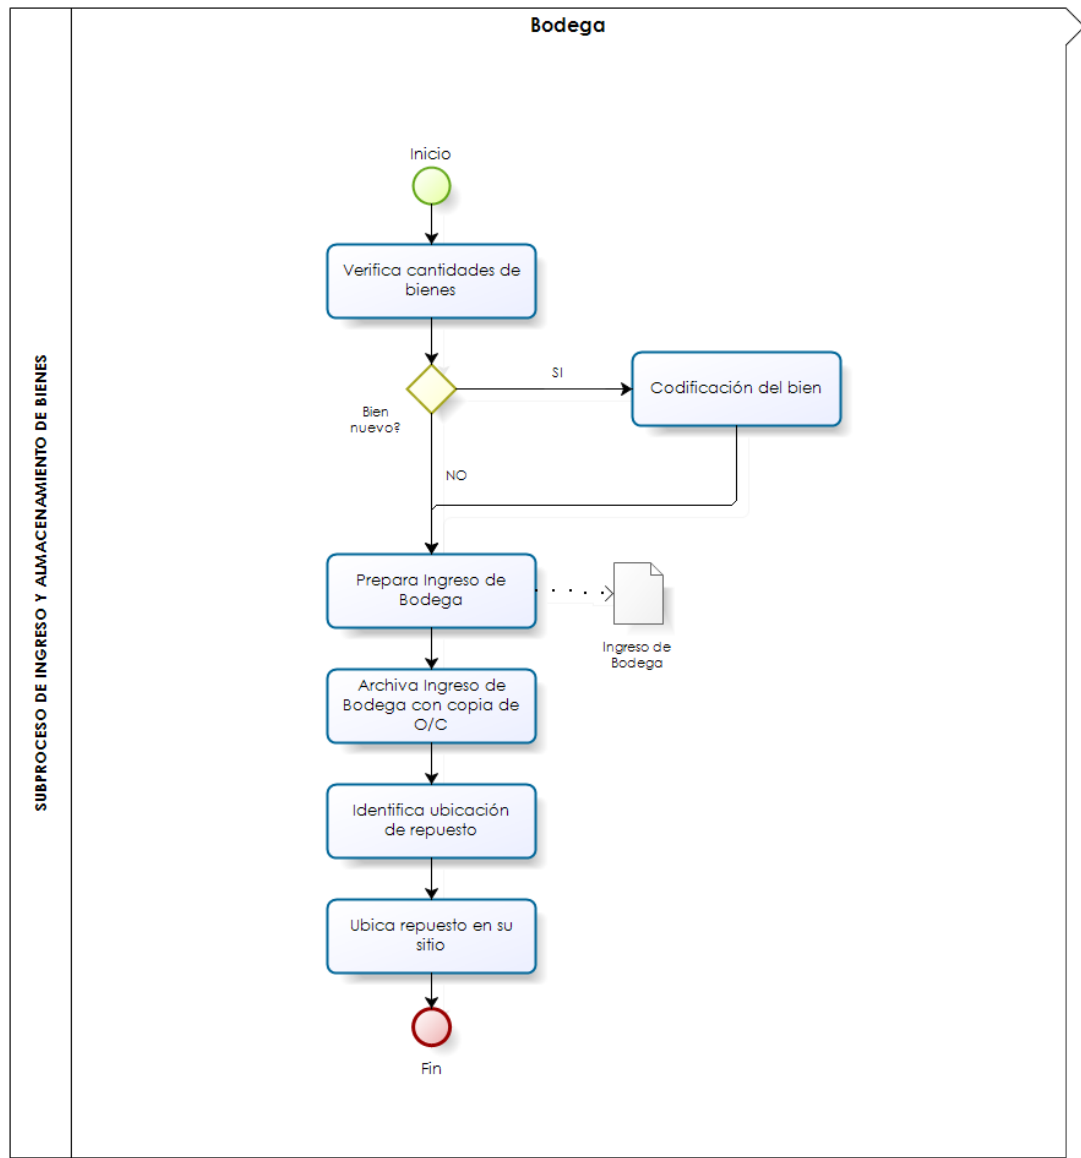 Bodega
SUBPROCESO DE INGRESO Y ALMACENAMIENTO DE BIENES
Inicio
Verifica cantidades de
bienes
Bien
nuevo?
SI
Codificación del bien
NO
Prepara Ingreso de
Bodega
Ingreso de
Bodega
Archiva Ingreso de
Bodega con copia de
O/C
Identifica ubicación
de repuesto
Ubica repuesto en su
sitio
Fin